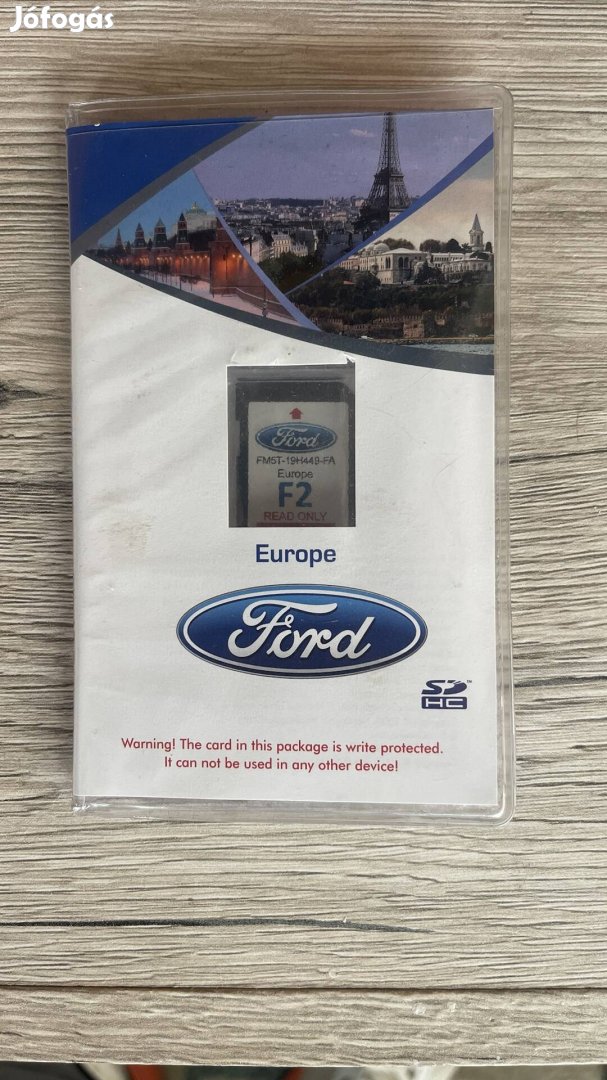 Jófogás
Ford
FM5T-19H449-FA
Europe
F2
READ ONLY
Europe
Ford
SD™
HC
Warning! The card in this package is write protected.
It can not be used in any other device!